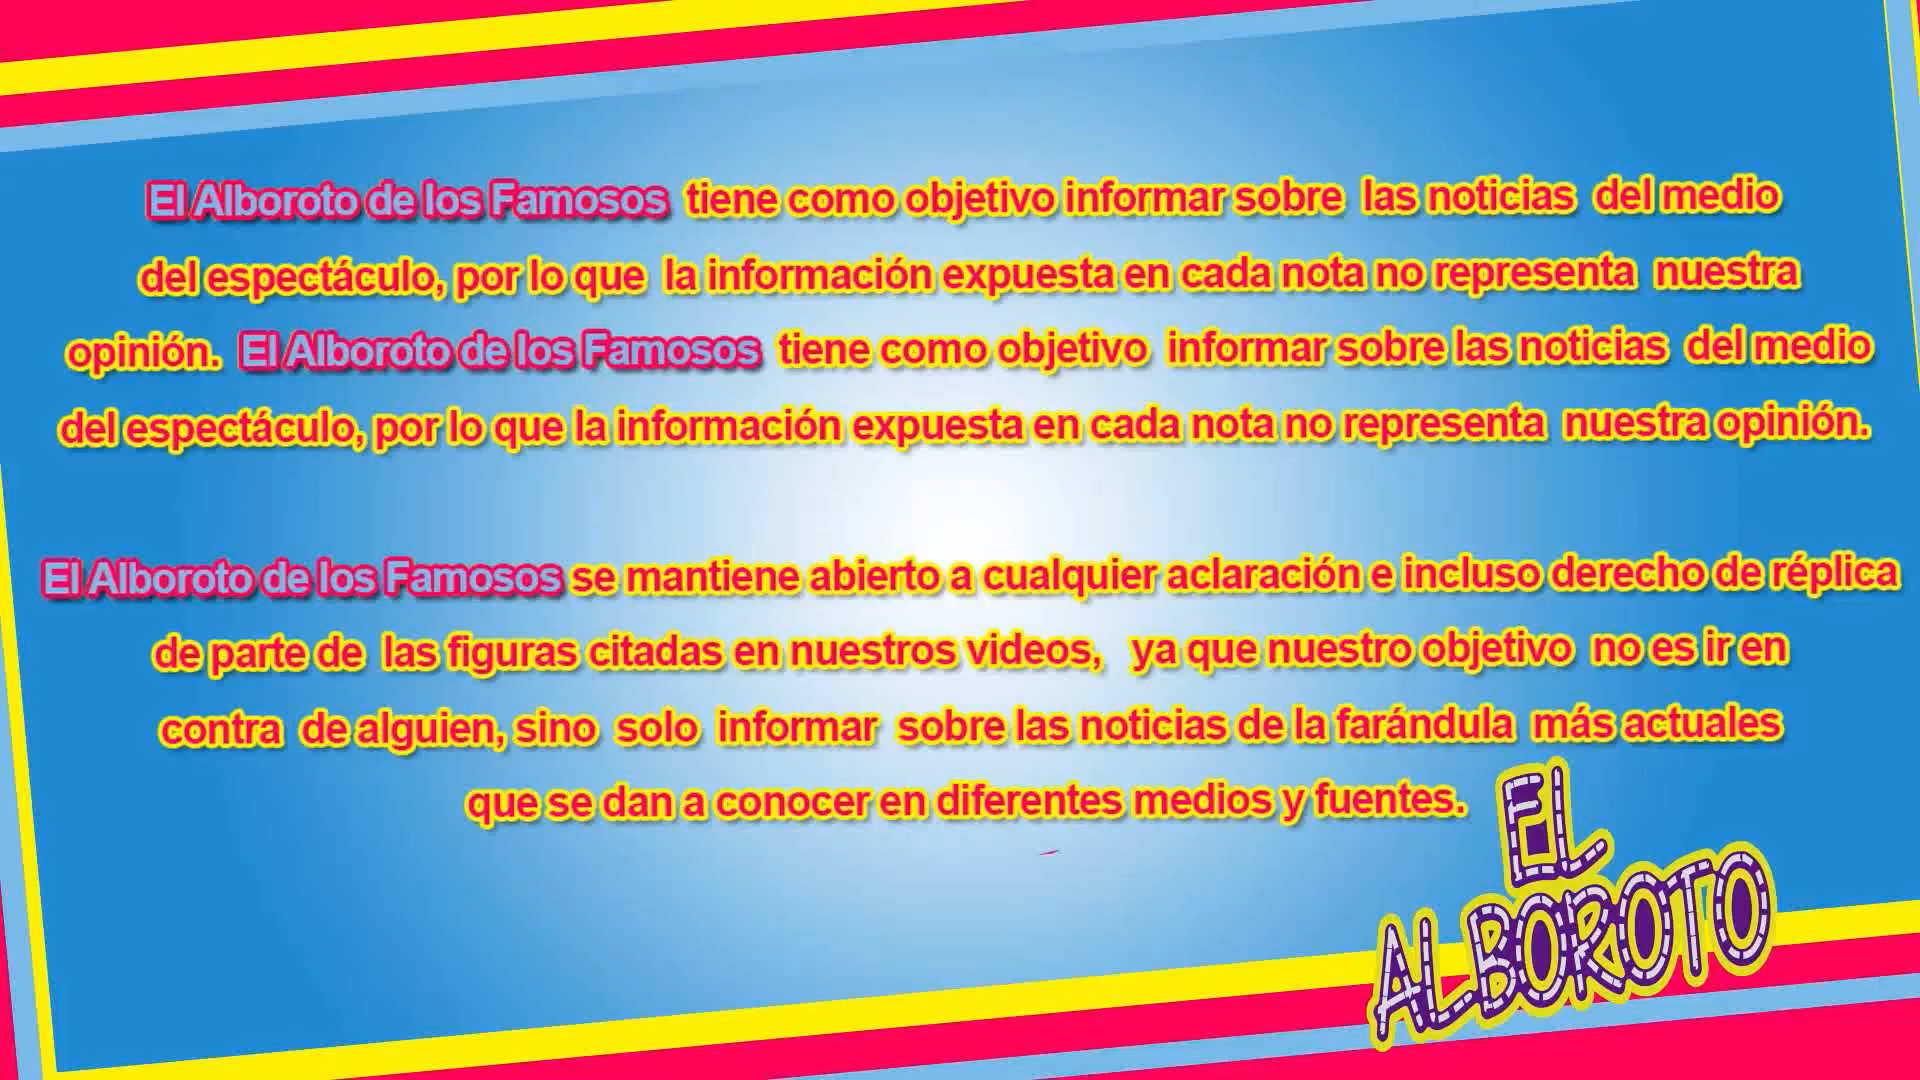 El Alboroto de los Famosos tiene como objetivo informar sobre las noticias del medio
del espectáculo, por lo que la información expuesta en cada nota no representa nuestra
opinión. El Alboroto de los Famosos tiene como objetivo informar sobre las noticias del medio
del espectáculo, por lo que la información expuesta en cada nota no representa nuestra opinión.
El Alboroto de los Famosos se mantiene abierto a cualquier aclaración e incluso derecho de réplica
de parte de las figuras citadas en nuestros videos, ya que nuestro objetivo no es ir en
contra de alguien, sino solo informar sobre las noticias de la farándula más actuales
que se dan a conocer en diferentes medios y fuentes.
EL
ALBOROTO